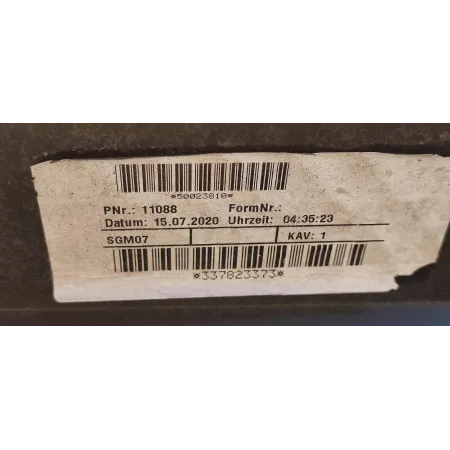 *50023810*
PNr.: 11088 FormNr.:
Datum: 15.07.2020 Uhrzeit: 04:35:23
SGM07 KAV: 1
*337823373*